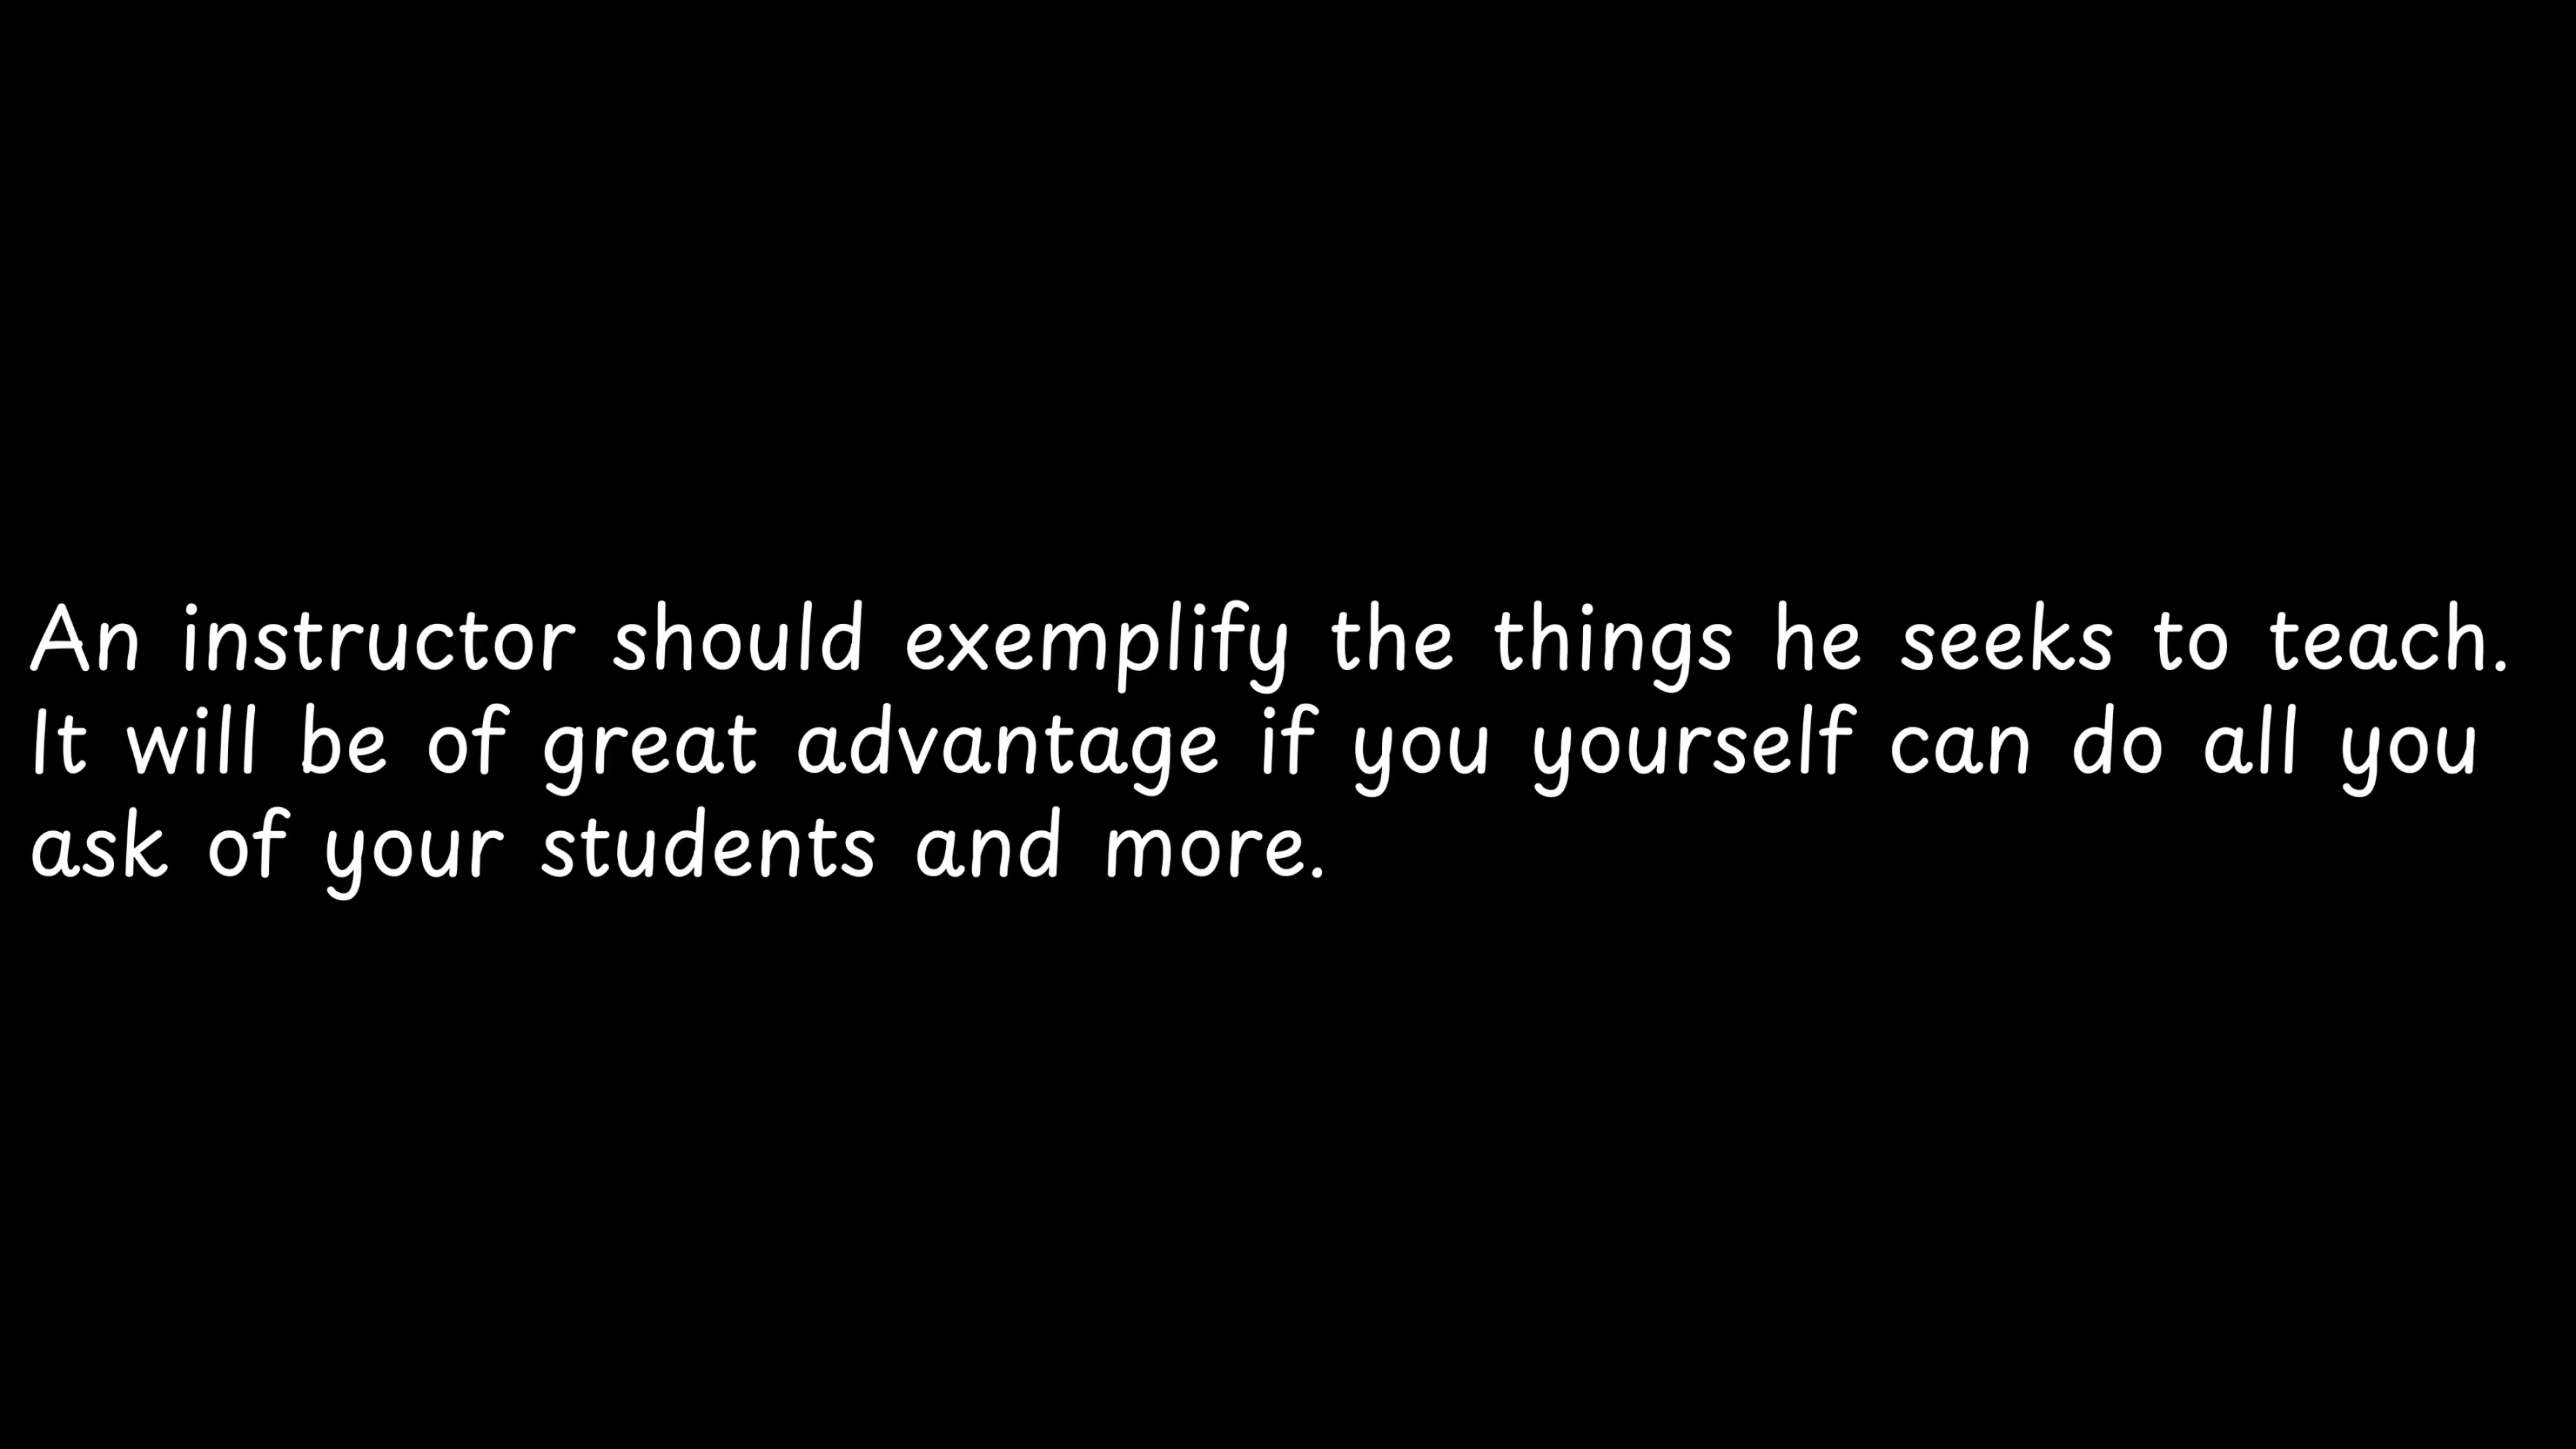 An instructor should exemplify the things he seeks to teach.
It will be of great advantage if you yourself can do all you
ask of your students and more.